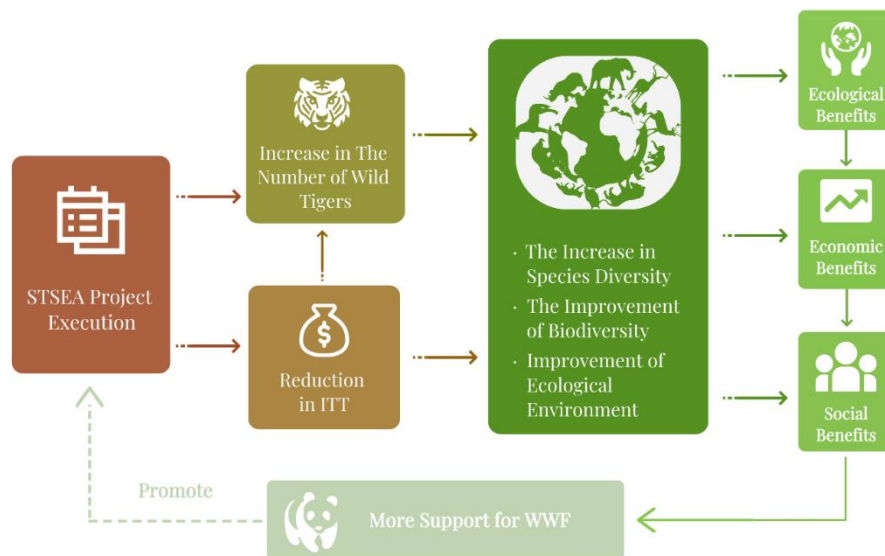 STSEA Project
Execution
Increase in The
Number of Wild
Tigers
$
Reduction
in ITT
· The Increase in
Species Diversity
· The Improvement
of Biodiversity
· Improvement of
Ecological
Environment
Ecological
Benefits
Economic
Benefits
Social
Benefits
More Support for WWF
Promote